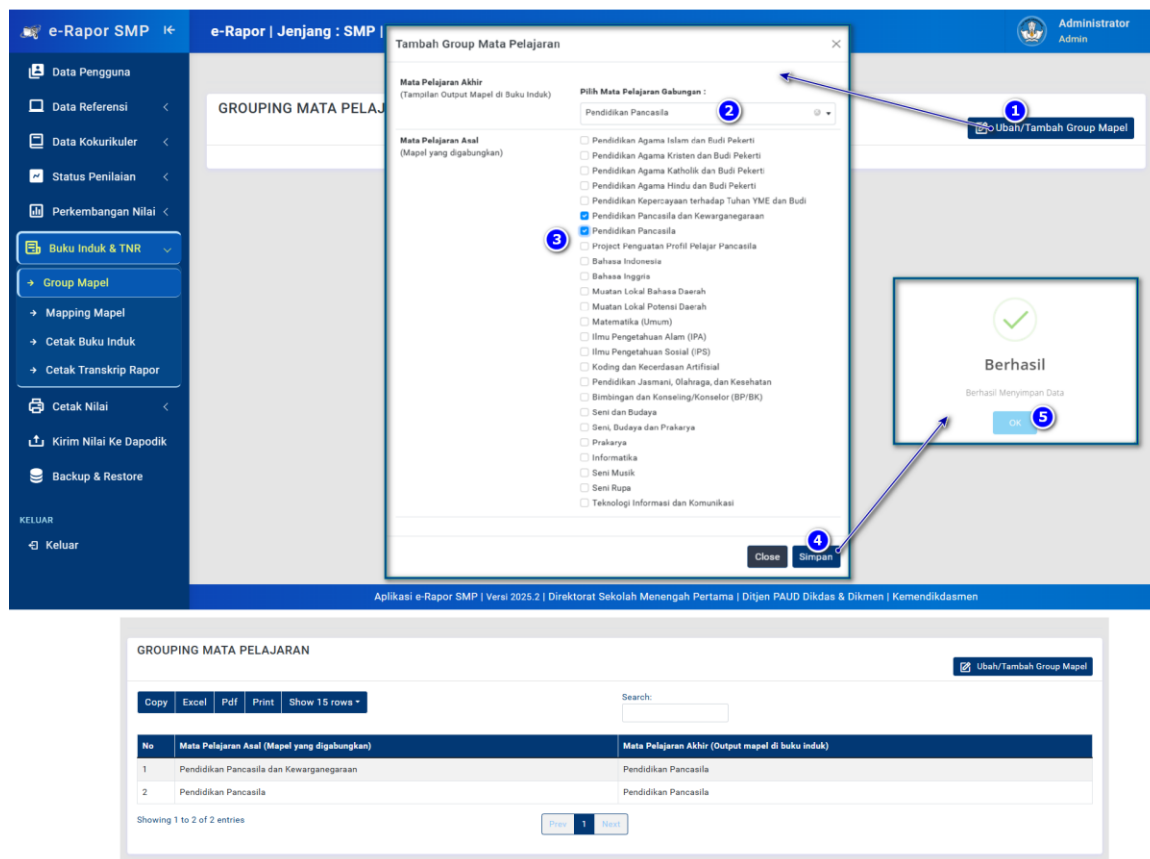 e-Rapor SMP
e-Rapor | Jenjang : SMP |
Administrator
Admin
Data Pengguna
Data Referensi
Data Kokurikuler
Status Penilaian
Perkembangan Nilai
Buku Induk & TNR
Group Mapel
Mapping Mapel
Cetak Buku Induk
Cetak Transkrip Rapor
Cetak Nilai
Kirim Nilai Ke Dapodik
Backup & Restore
KELUAR
Keluar
GROUPING MATA PELAJ
1
Ubah/Tambah Group Mapel
Tambah Group Mata Pelajaran
Mata Pelajaran Akhir
(Tampilan Output Mapel di Buku Induk)
Pilih Mata Pelajaran Gabungan :
Pendidikan Pancasila
2
Mata Pelajaran Asal
(Mapel yang digabungkan)
Pendidikan Agama Islam dan Budi Pekerti
Pendidikan Agama Kristen dan Budi Pekerti
Pendidikan Agama Katholik dan Budi Pekerti
Pendidikan Agama Hindu dan Budi Pekerti
Pendidikan Kepercayaan terhadap Tuhan YME dan Budi
Pendidikan Pancasila dan Kewarganegaraan
3
Pendidikan Pancasila
Project Penguatan Profil Pelajar Pancasila
Bahasa Indonesia
Bahasa Inggris
Muatan Lokal Bahasa Daerah
Muatan Lokal Potensi Daerah
Matematika (Umum)
Ilmu Pengetahuan Alam (IPA)
Ilmu Pengetahuan Sosial (IPS)
Koding dan Kecerdasan Artifisial
Pendidikan Jasmani, Olahraga, dan Kesehatan
Bimbingan dan Konseling/Konselor (BP/BK)
Seni dan Budaya
Seni, Budaya dan Prakarya
Prakarya
Informatika
Seni Musik
Seni Rupa
Teknologi Informasi dan Komunikasi
4
Close
Simpan
Berhasil
Berhasil Menyimpan Data
OK
5
Aplikasi e-Rapor SMP | Versi 2025.2 | Direktorat Sekolah Menengah Pertama | Ditjen PAUD Dikdas & Dikmen | Kemendikdasmen
GROUPING MATA PELAJARAN
Ubah/Tambah Group Mapel
Copy Excel Pdf Print Show 15 rows
Search:
No Mata Pelajaran Asal (Mapel yang digabungkan) Mata Pelajaran Akhir (Output mapel di buku induk)
1 Pendidikan Pancasila dan Kewarganegaraan Pendidikan Pancasila
2 Pendidikan Pancasila Pendidikan Pancasila
Showing 1 to 2 of 2 entries
Prev 1 Next